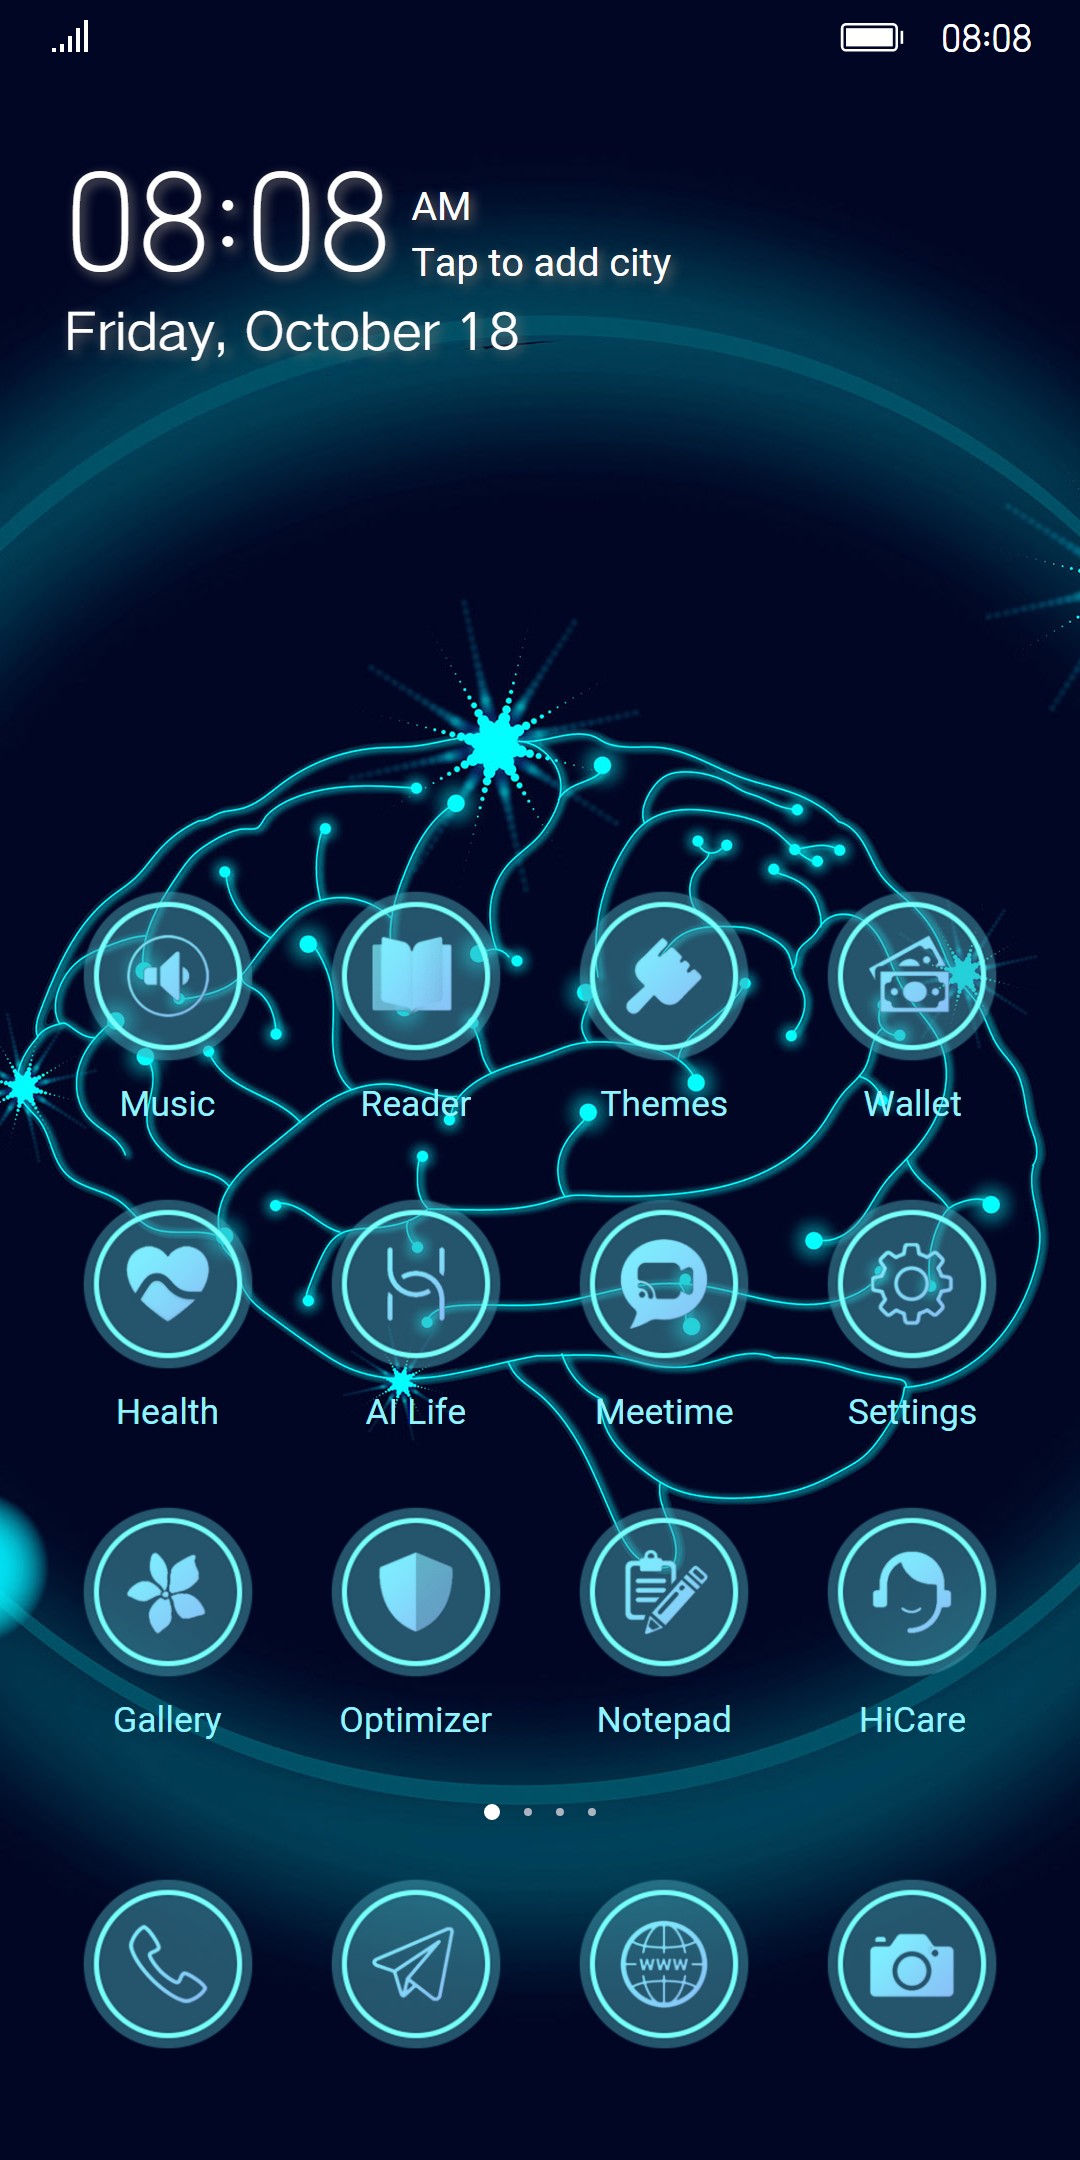 08:08
08:08 AM
Tap to add city
Friday, October 18
Music Reader Themes Wallet
Health AI Life Meetime Settings
Gallery Optimizer Notepad HiCare
WWW